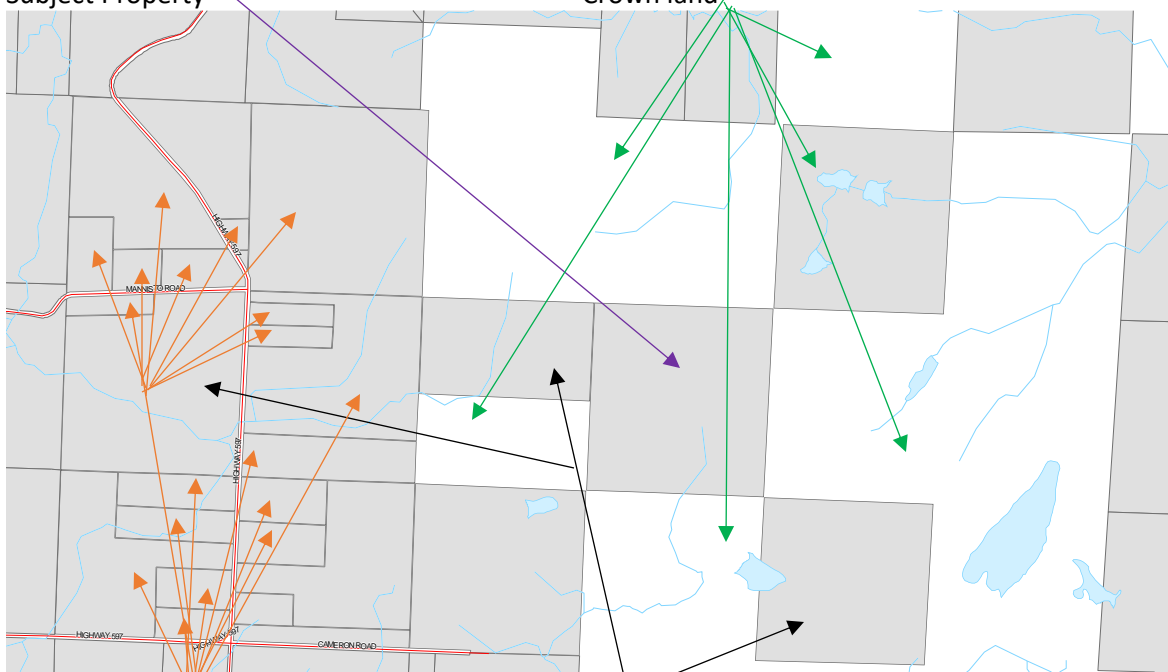 Subject Property
Crown land
HIGHWAY 597
MANNISTO ROAD
HIGHWAY 597
HIGHWAY 597
HIGHWAY 597
CAMERON ROAD